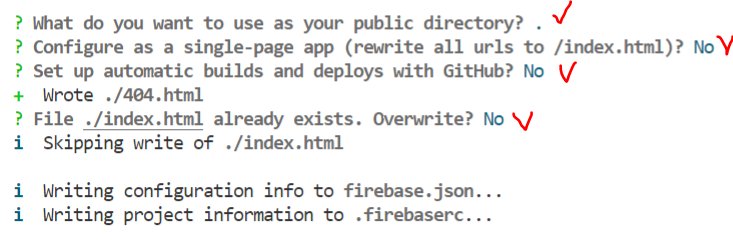 ? What do you want to use as your public directory? .
? Configure as a single-page app (rewrite all urls to /index.html)? No
? Set up automatic builds and deploys with GitHub? No
+  Wrote ./404.html
? File ./index.html already exists. Overwrite? No
i  Skipping write of ./index.html
i  Writing configuration info to firebase.json...
i  Writing project information to .firebaserc...